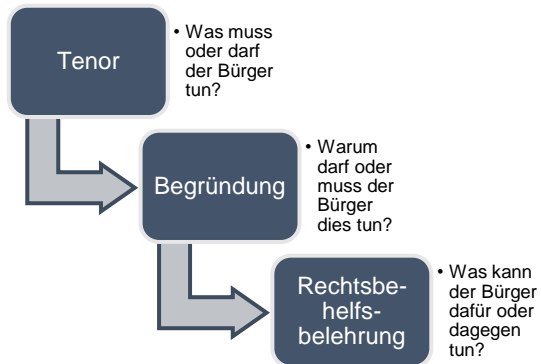 Tenor
• Was muss
oder darf
der Bürger
tun?
Begründung
• Warum
darf oder
muss der
Bürger
dies tun?
Rechtsbe-
helfs-
belehrung
• Was kann
der Bürger
dafür oder
dagegen
tun?